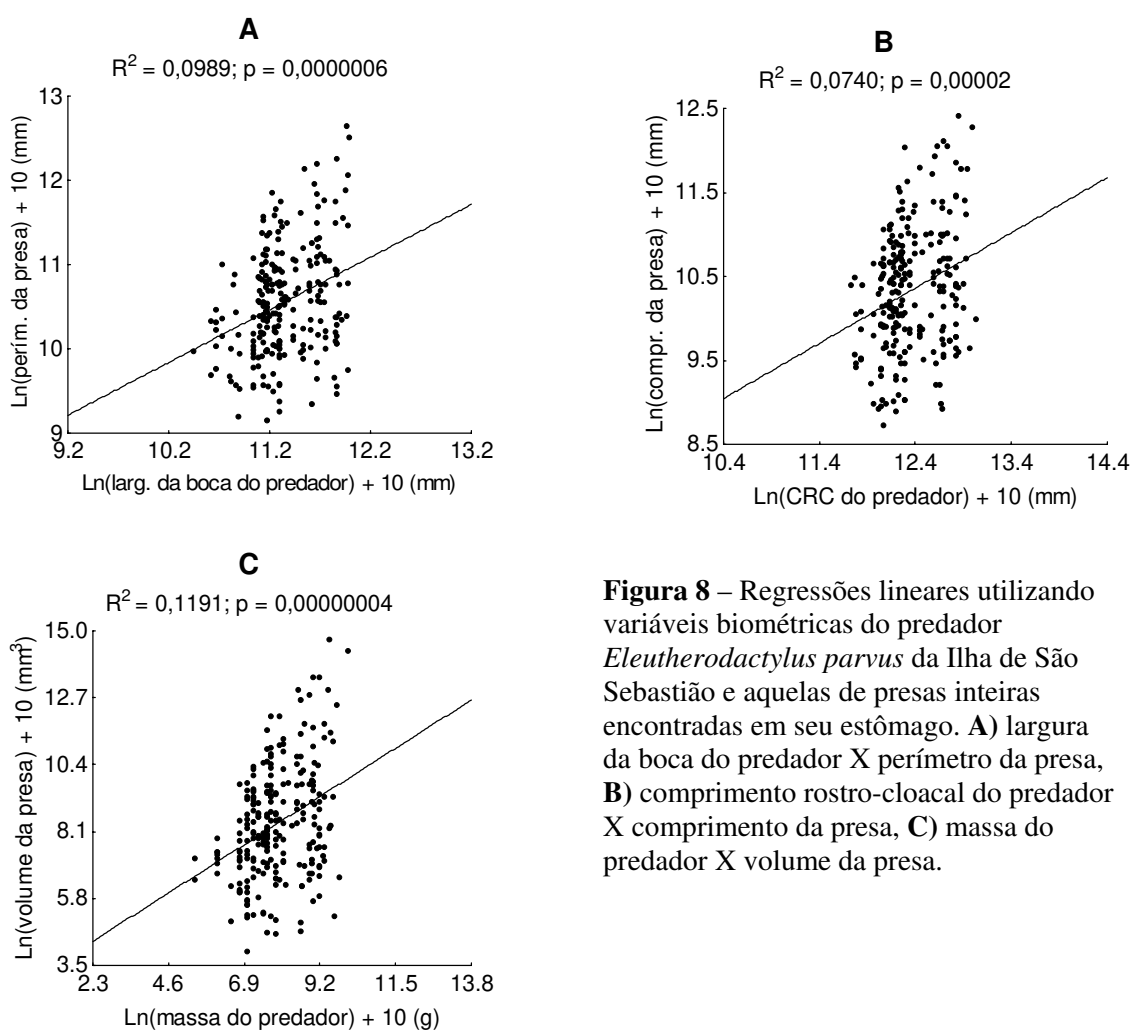 A
R² = 0,0989; p = 0,0000006
Ln(perím. da presa) + 10 (mm)
13
12
11
10
9
9.2 10.2 11.2 12.2 13.2
Ln(larg. da boca do predador) + 10 (mm)
B
R² = 0,0740; p = 0,00002
Ln(compr. da presa) + 10 (mm)
12.5
11.5
10.5
9.5
8.5
10.4 11.4 12.4 13.4 14.4
Ln(CRC do predador) + 10 (mm)
C
R² = 0,1191; p = 0,00000004
Ln(volume da presa) + 10 (mm³)
15.0
12.7
10.4
8.1
5.8
3.5
2.3 4.6 6.9 9.2 11.5 13.8
Ln(massa do predador) + 10 (g)
Figura 8 – Regressões lineares utilizando
variáveis biométricas do predador
Eleutherodactylus parvus da Ilha de São
Sebastião e aquelas de presas inteiras
encontradas em seu estômago. A) largura
da boca do predador X perímetro da presa,
B) comprimento rostro-cloacal do predador
X comprimento da presa, C) massa do
predador X volume da presa.